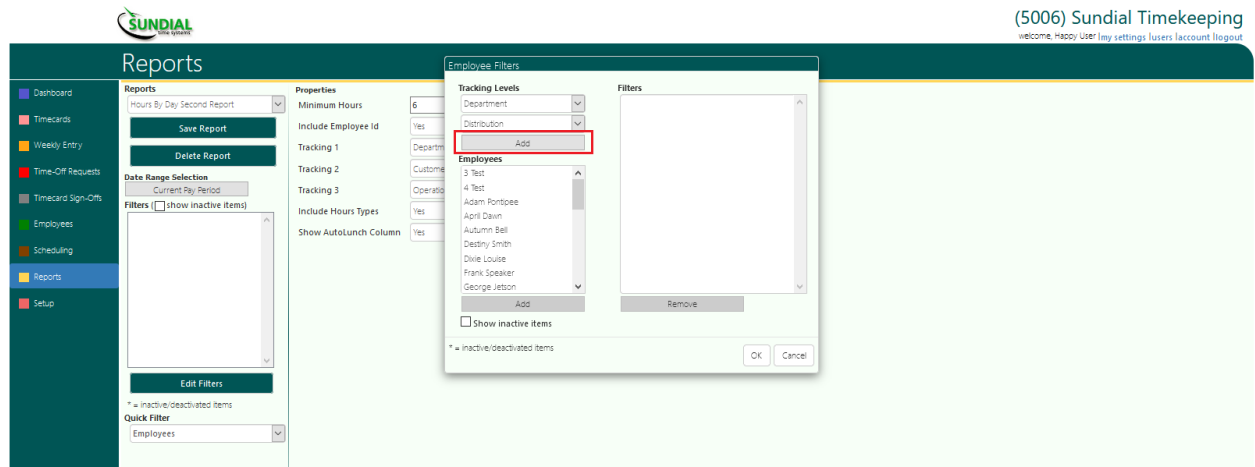 SUNDIAL
time systems
(5006) Sundial Timekeeping
welcome, Happy User |my settings |users |account |logout
Reports
Dashboard
Timecards
Weekly Entry
Time-Off Requests
Timecard Sign-Offs
Employees
Scheduling
Reports
Setup
Reports
Hours By Day Second Report
Save Report
Delete Report
Date Range Selection
Current Pay Period
Filters (show inactive items)
Edit Filters
* = inactive/deactivated items
Quick Filter
Employees
Properties
Minimum Hours 6
Include Employee Id Yes
Tracking 1 Departm
Tracking 2 Custome
Tracking 3 Operatio
Include Hours Types Yes
Show AutoLunch Column Yes
Employee Filters
Tracking Levels
Department
Distribution
Add
Employees
3 Test
4 Test
Adam Pontipee
April Dawn
Autumn Bell
Destiny Smith
Dixie Louise
Frank Speaker
George Jetson
Add
Show inactive items
Filters
Remove
* = inactive/deactivated items
OK Cancel